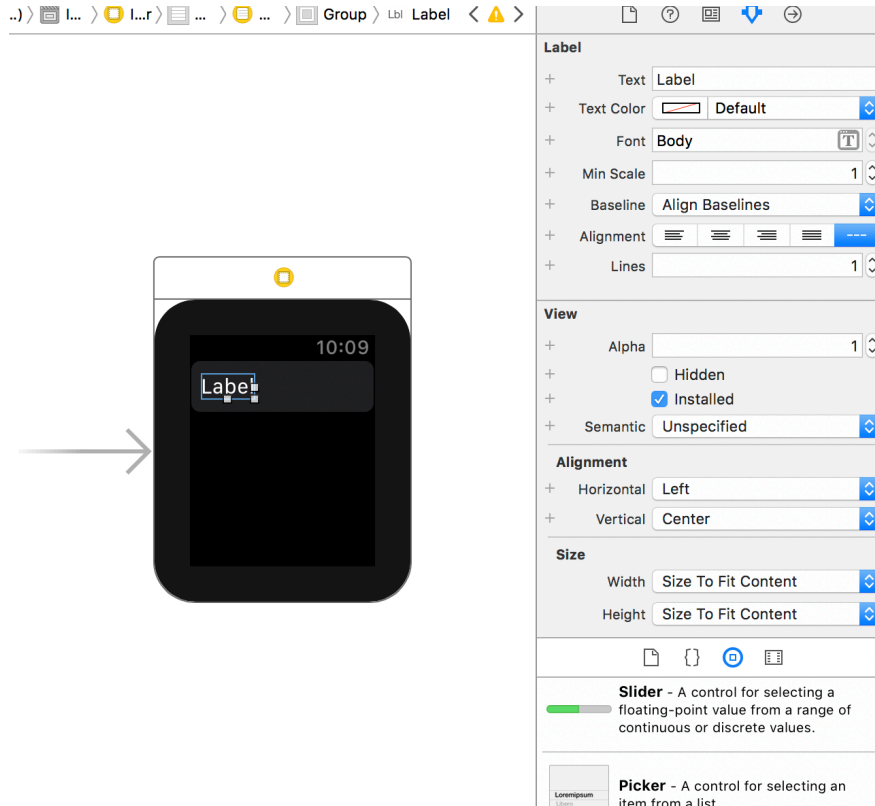 ..) I... I...r ... ... Group Lbl Label
Label
Text Label
Text Color Default
Font Body T
Min Scale 1
Baseline Align Baselines
Alignment
Lines 1
View
Alpha 1
Hidden
Installed
Semantic Unspecified
Alignment
Horizontal Left
Vertical Center
Size
Width Size To Fit Content
Height Size To Fit Content
10:09
Label
{}
Slider - A control for selecting a
floating-point value from a range of
continuous or discrete values.
Loremipsum
Libero
Picker - A control for selecting an
item from a list